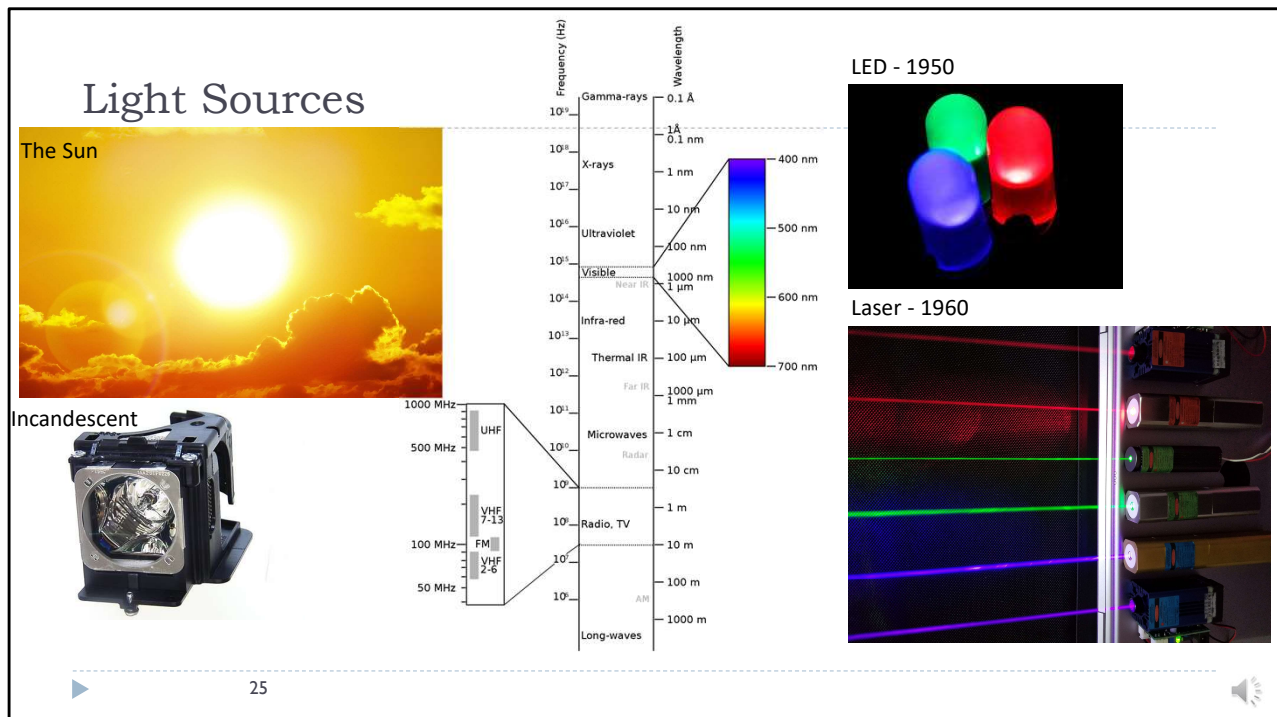 Light Sources
The Sun
Incandescent
Frequency (Hz)
Wavelength
Gamma-rays
X-rays
Ultraviolet
Visible
Near IR
Infra-red
Thermal IR
Far IR
Microwaves
Radar
Radio, TV
AM
Long-waves
10¹⁹
10¹⁸
10¹⁷
10¹⁶
10¹⁵
10¹⁴
10¹³
10¹²
10¹¹
10¹⁰
10⁹
10⁸
10⁷
10⁶
0.1 Å
1Å
0.1 nm
1 nm
10 nm
100 nm
1000 nm
1 µm
10 µm
100 µm
1000 µm
1 mm
1 cm
10 cm
1 m
10 m
100 m
1000 m
400 nm
500 nm
600 nm
700 nm
1000 MHz
500 MHz
100 MHz
50 MHz
UHF
VHF
7-13
FM
VHF
2-6
LED - 1950
Laser - 1960
25